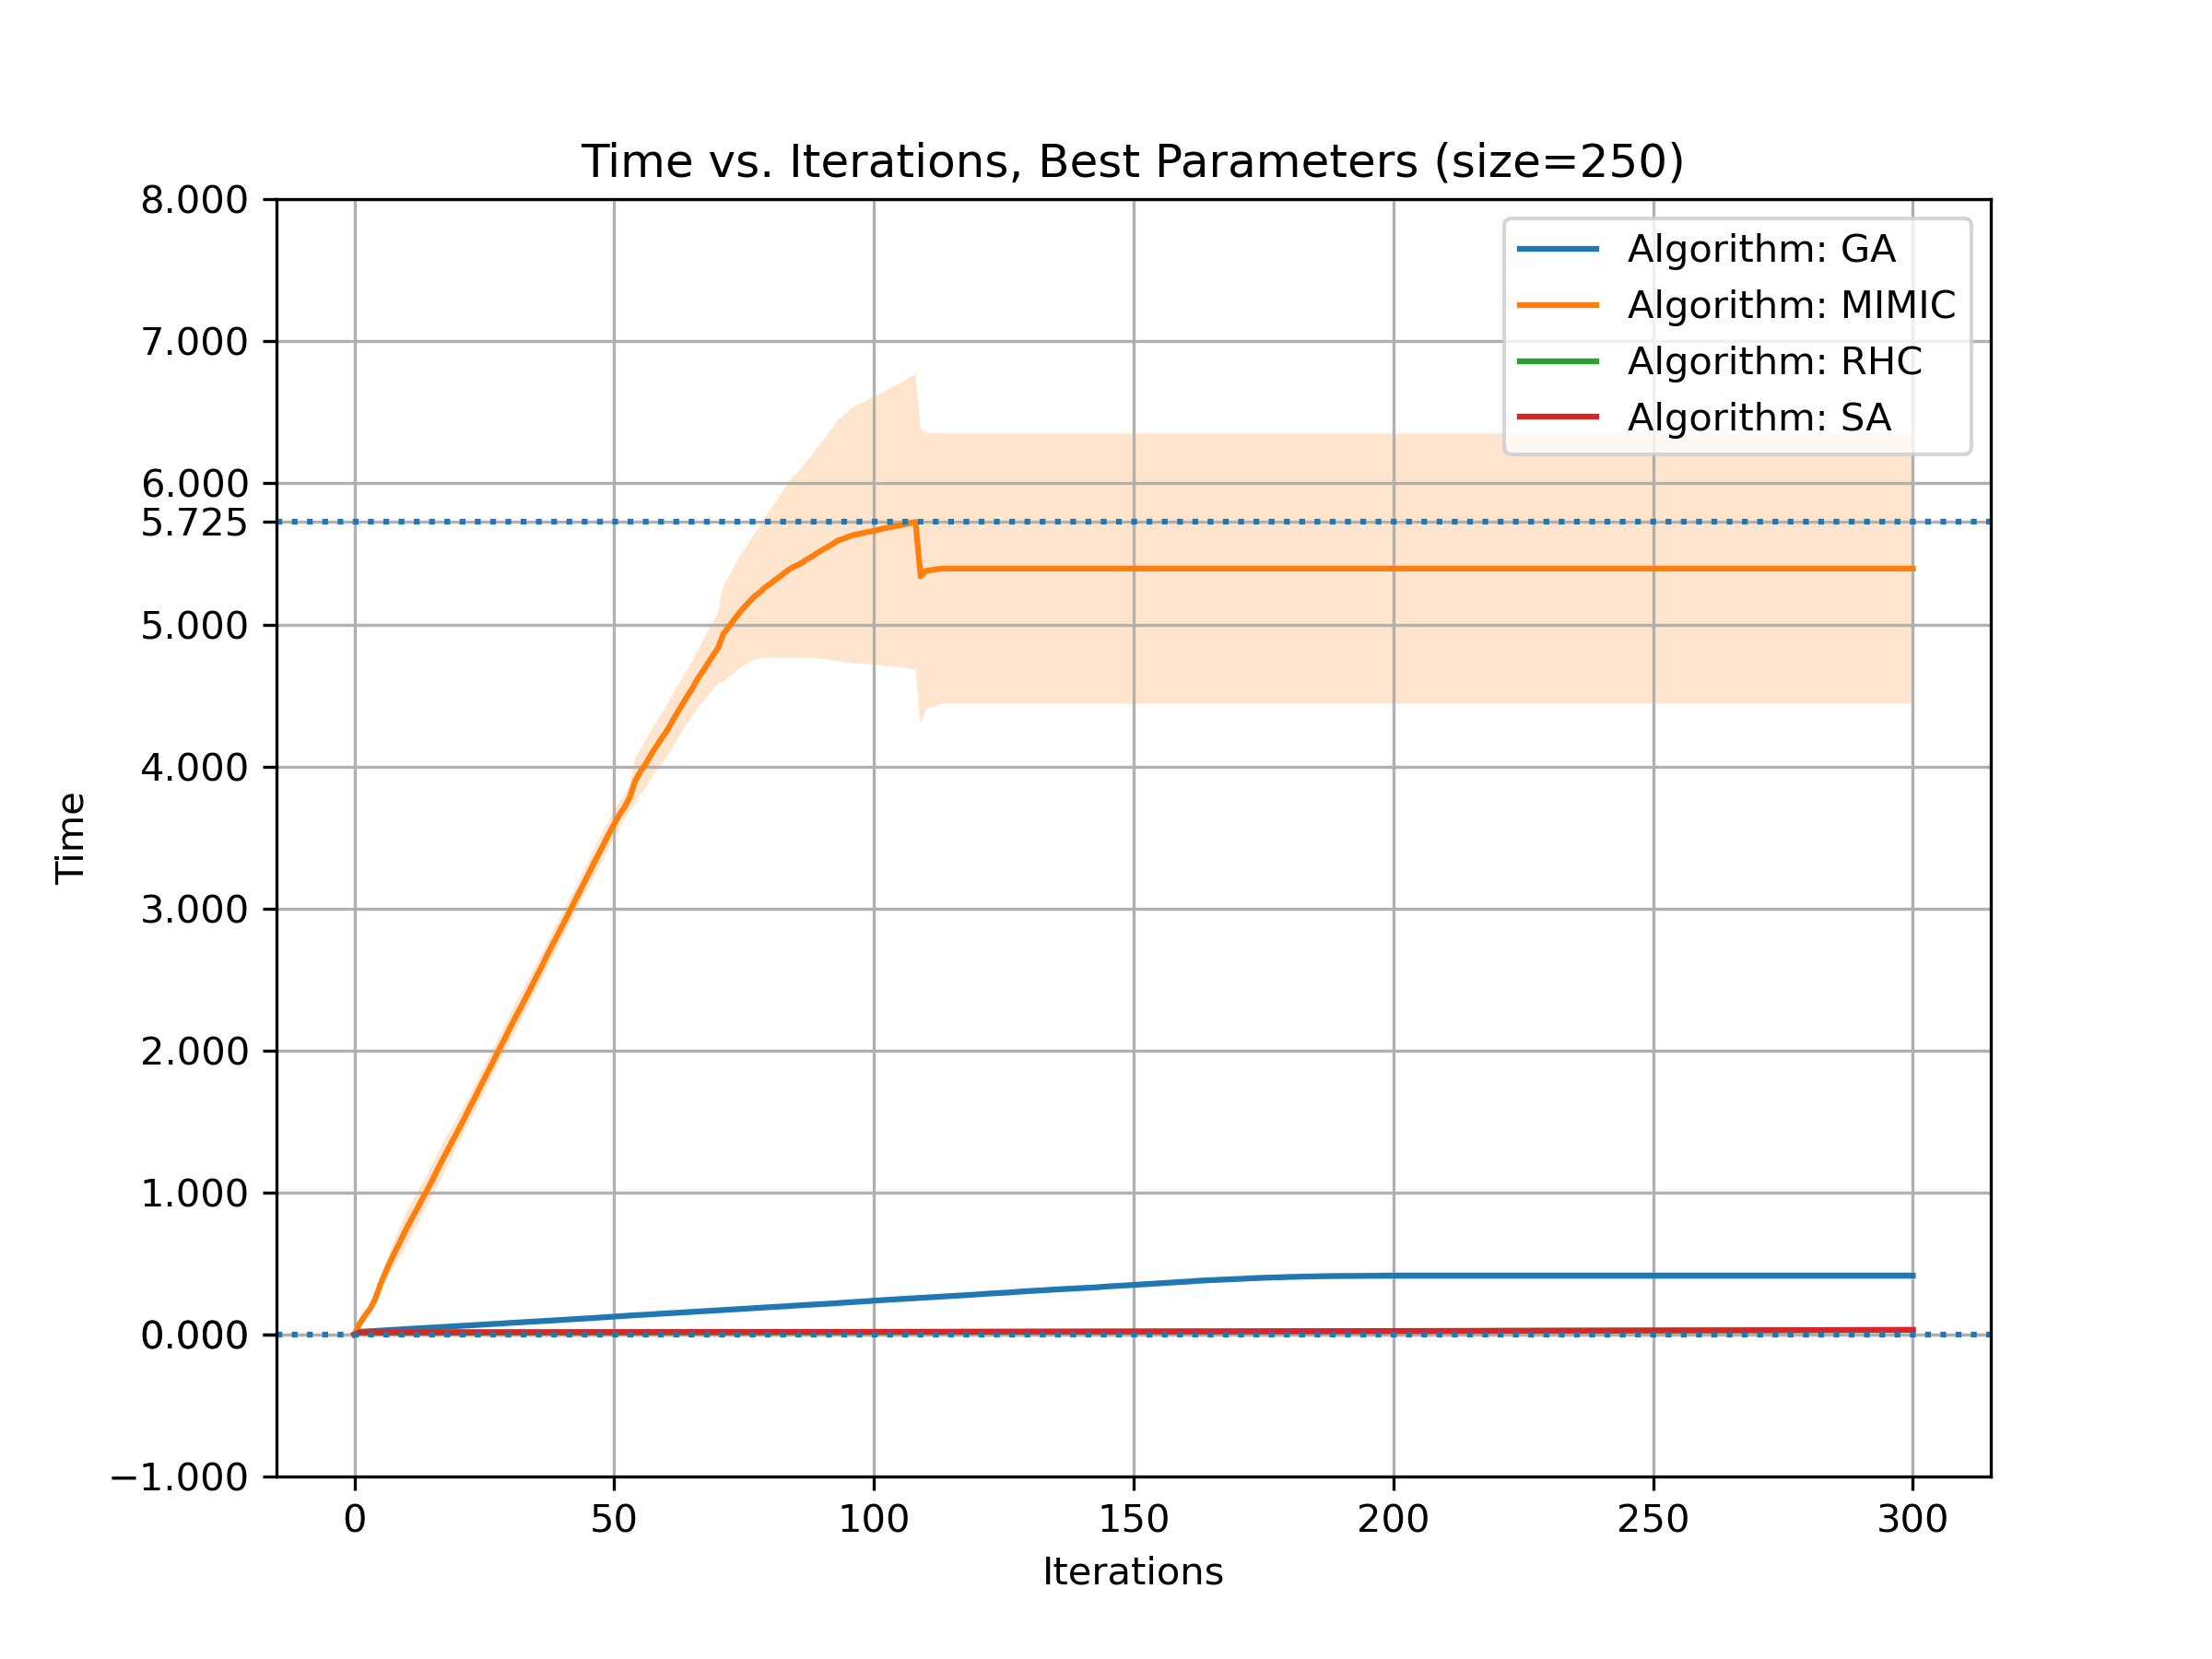 Time vs. Iterations, Best Parameters (size=250)
8.000
7.000
6.000
5.725
5.000
4.000
3.000
2.000
1.000
0.000
−1.000
Time
Algorithm: GA
Algorithm: MIMIC
Algorithm: RHC
Algorithm: SA
0 50 100 150 200 250 300
Iterations